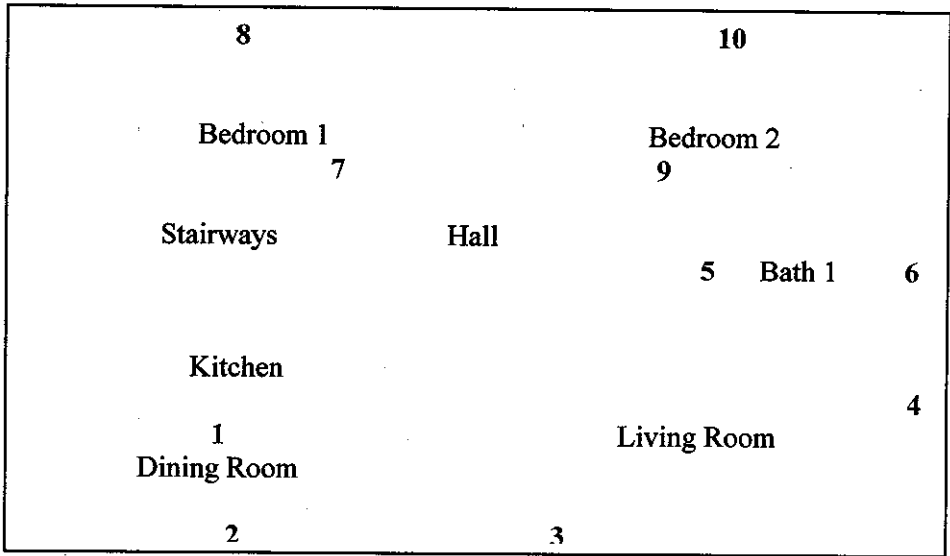 8 10
Bedroom 1 Bedroom 2
7 9
Stairways Hall
5 Bath 1 6
Kitchen
4
1 Living Room
Dining Room
2 3